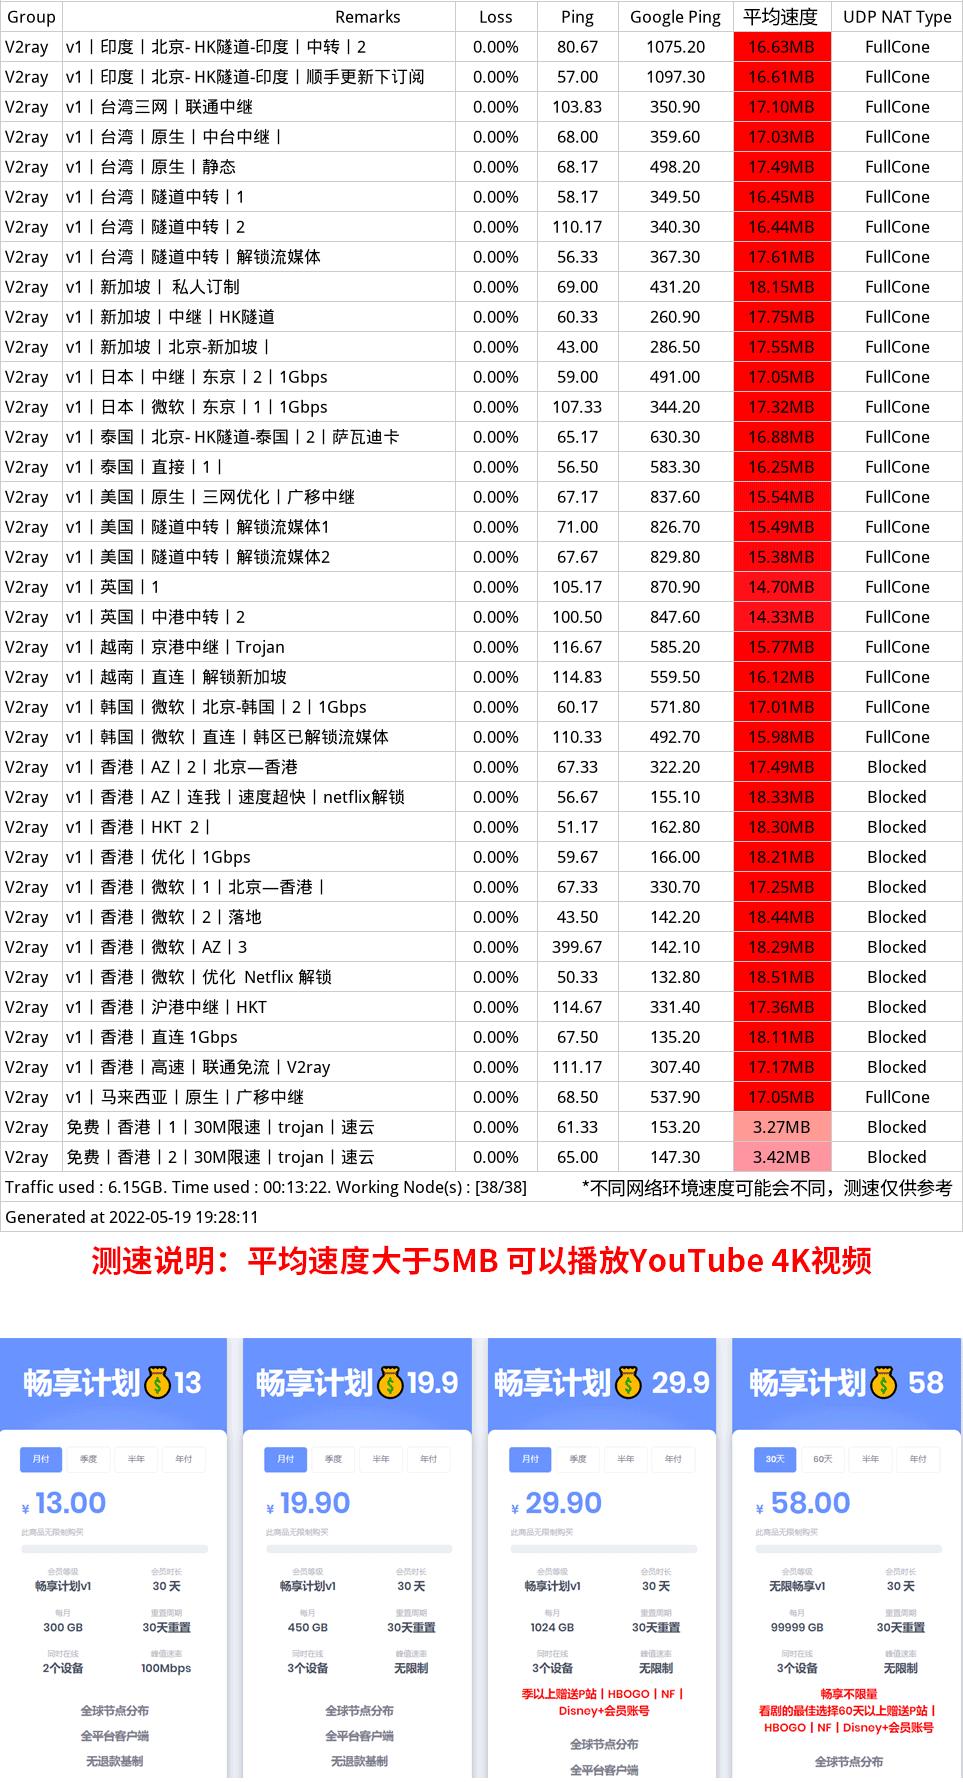 Group Remarks Loss Ping Google Ping 平均速度 UDP NAT Type
V2ray v1丨印度丨北京- HK隧道-印度丨中转丨2 0.00% 80.67 1075.20 16.63MB FullCone
V2ray v1丨印度丨北京- HK隧道-印度丨顺手更新下订阅 0.00% 57.00 1097.30 16.61MB FullCone
V2ray v1丨台湾三网丨联通中继 0.00% 103.83 350.90 17.10MB FullCone
V2ray v1丨台湾丨原生丨中台中继丨 0.00% 68.00 359.60 17.03MB FullCone
V2ray v1丨台湾丨原生丨静态 0.00% 68.17 498.20 17.49MB FullCone
V2ray v1丨台湾丨隧道中转丨1 0.00% 58.17 349.50 16.45MB FullCone
V2ray v1丨台湾丨隧道中转丨2 0.00% 110.17 340.30 16.44MB FullCone
V2ray v1丨台湾丨隧道中转丨解锁流媒体 0.00% 56.33 367.30 17.61MB FullCone
V2ray v1丨新加坡丨 私人订制 0.00% 69.00 431.20 18.15MB FullCone
V2ray v1丨新加坡丨中继丨HK隧道 0.00% 60.33 260.90 17.75MB FullCone
V2ray v1丨新加坡丨北京-新加坡丨 0.00% 43.00 286.50 17.55MB FullCone
V2ray v1丨日本丨中继丨东京丨2丨1Gbps 0.00% 59.00 491.00 17.05MB FullCone
V2ray v1丨日本丨微软丨东京丨1丨1Gbps 0.00% 107.33 344.20 17.32MB FullCone
V2ray v1丨泰国丨北京- HK隧道-泰国丨2丨萨瓦迪卡 0.00% 65.17 630.30 16.88MB FullCone
V2ray v1丨泰国丨直接丨1丨 0.00% 56.50 583.30 16.25MB FullCone
V2ray v1丨美国丨原生丨三网优化丨广移中继 0.00% 67.17 837.60 15.54MB FullCone
V2ray v1丨美国丨隧道中转丨解锁流媒体1 0.00% 71.00 826.70 15.49MB FullCone
V2ray v1丨美国丨隧道中转丨解锁流媒体2 0.00% 67.67 829.80 15.38MB FullCone
V2ray v1丨英国丨1 0.00% 105.17 870.90 14.70MB FullCone
V2ray v1丨英国丨中港中转丨2 0.00% 100.50 847.60 14.33MB FullCone
V2ray v1丨越南丨京港中继丨Trojan 0.00% 116.67 585.20 15.77MB FullCone
V2ray v1丨越南丨直连丨解锁新加坡 0.00% 114.83 559.50 16.12MB FullCone
V2ray v1丨韩国丨微软丨北京-韩国丨2丨1Gbps 0.00% 60.17 571.80 17.01MB FullCone
V2ray v1丨韩国丨微软丨直连丨韩区已解锁流媒体 0.00% 110.33 492.70 15.98MB FullCone
V2ray v1丨香港丨AZ丨2丨北京—香港 0.00% 67.33 322.20 17.49MB Blocked
V2ray v1丨香港丨AZ丨连我丨速度超快丨netflix解锁 0.00% 56.67 155.10 18.33MB Blocked
V2ray v1丨香港丨HKT 2丨 0.00% 51.17 162.80 18.30MB Blocked
V2ray v1丨香港丨优化丨1Gbps 0.00% 59.67 166.00 18.21MB Blocked
V2ray v1丨香港丨微软丨1丨北京—香港丨 0.00% 67.33 330.70 17.25MB Blocked
V2ray v1丨香港丨微软丨2丨落地 0.00% 43.50 142.20 18.44MB Blocked
V2ray v1丨香港丨微软丨AZ丨3 0.00% 399.67 142.10 18.29MB Blocked
V2ray v1丨香港丨微软丨优化 Netflix 解锁 0.00% 50.33 132.80 18.51MB Blocked
V2ray v1丨香港丨沪港中继丨HKT 0.00% 114.67 331.40 17.36MB Blocked
V2ray v1丨香港丨直连 1Gbps 0.00% 67.50 135.20 18.11MB Blocked
V2ray v1丨香港丨高速丨联通免流丨V2ray 0.00% 111.17 307.40 17.17MB Blocked
V2ray v1丨马来西亚丨原生丨广移中继 0.00% 68.50 537.90 17.05MB FullCone
V2ray 免费丨香港丨1丨30M限速丨trojan丨速云 0.00% 61.33 153.20 3.27MB Blocked
V2ray 免费丨香港丨2丨30M限速丨trojan丨速云 0.00% 65.00 147.30 3.42MB Blocked
Traffic used : 6.15GB. Time used : 00:13:22. Working Node(s) : [38/38] *不同网络环境速度可能会不同，测速仅供参考
Generated at 2022-05-19 19:28:11
测速说明：平均速度大于5MB 可以播放YouTube 4K视频
畅享计划💰13 畅享计划💰19.9 畅享计划💰 29.9 畅享计划💰 58
月付 季度 半年 年付 月付 季度 半年 年付 月付 季度 半年 年付 30天 60天 半年 年付
¥ 13.00 ¥ 19.90 ¥ 29.90 ¥ 58.00
此商品无限制购买 此商品无限制购买 此商品无限制购买 此商品无限制购买
会员等级 会员时长 会员等级 会员时长 会员等级 会员时长 会员等级 会员时长
畅享计划v1 30 天 畅享计划v1 30 天 畅享计划v1 30 天 无限畅享v1 30 天
每月 重置周期 每月 重置周期 每月 重置周期 每月 重置周期
300 GB 30天重置 450 GB 30天重置 1024 GB 30天重置 99999 GB 30天重置
同时在线 峰值速率 同时在线 峰值速率 同时在线 峰值速率 同时在线 峰值速率
2个设备 100Mbps 3个设备 无限制 3个设备 无限制 3个设备 无限制
季以上赠送P站丨HBOGO丨NF丨 畅享不限量
全球节点分布 全球节点分布 Disney+会员账号 看剧的最佳选择60天以上赠送P站丨
HBOGO丨NF丨Disney+会员账号
全平台客户端 全平台客户端 全球节点分布
无退款基制 无退款基制 全平台客户端 全球节点分布